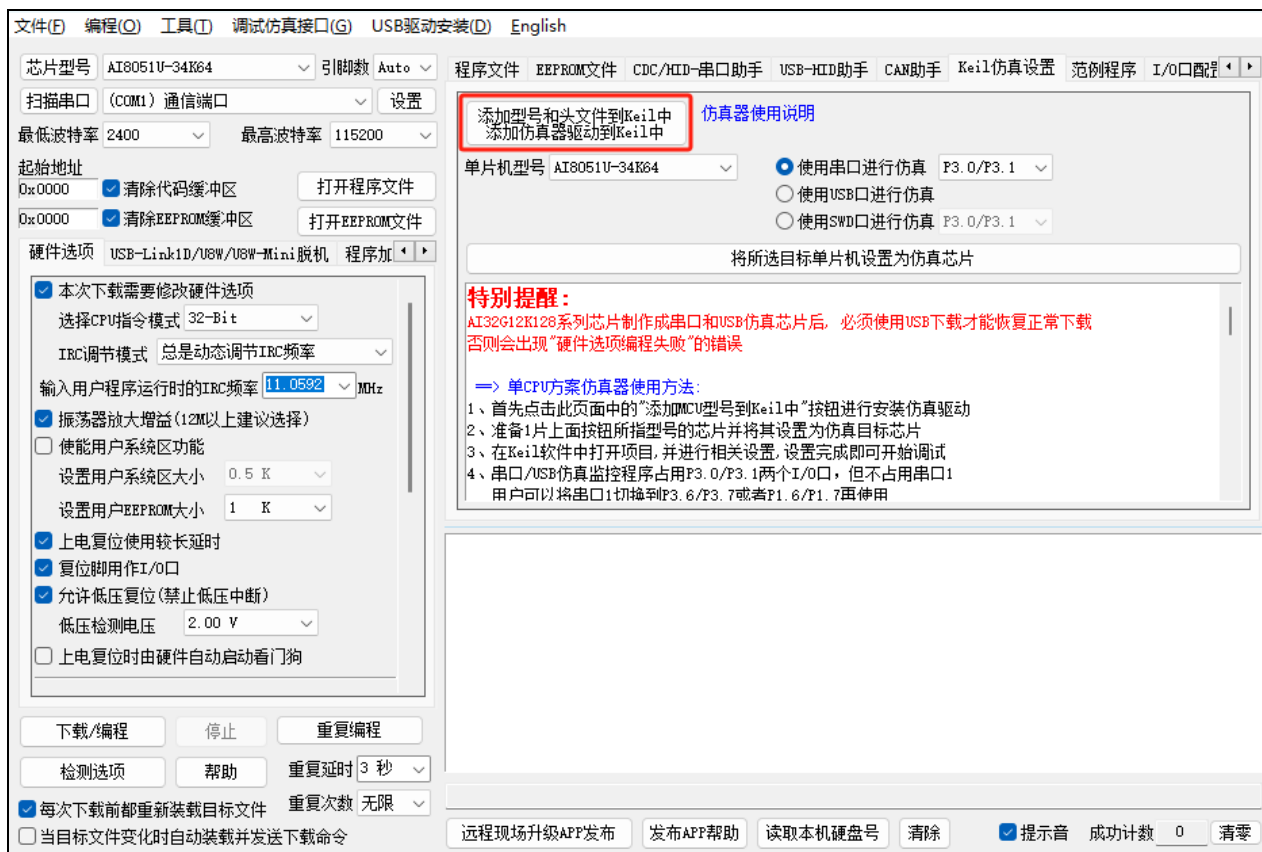 文件(F) 编程(O) 工具(T) 调试仿真接口(G) USB驱动安装(D) English
芯片型号 AI8051U-34K64 引脚数 Auto
扫描串口 (COM1) 通信端口 设置
最低波特率 2400 最高波特率 115200
起始地址
0x0000 清除代码缓冲区 打开程序文件
0x0000 清除EEPROM缓冲区 打开EEPROM文件
硬件选项 USB-Link1D/U8W/U8W-Mini脱机 程序加
本次下载需要修改硬件选项
选择CPU指令模式 32-Bit
IRC调节模式 总是动态调节IRC频率
输入用户程序运行时的IRC频率 11.0592 MHz
振荡器放大增益(12M以上建议选择)
使能用户系统区功能
设置用户系统区大小 0.5 K
设置用户EEPROM大小 1 K
上电复位使用较长延时
复位脚用作I/O口
允许低压复位(禁止低压中断)
低压检测电压 2.00 V
上电复位时由硬件自动启动看门狗
下载/编程 停止 重复编程
检测选项 帮助 重复延时 3 秒
每次下载前都重新装载目标文件 重复次数 无限
当目标文件变化时自动装载并发送下载命令
程序文件 EEPROM文件 CDC/HID-串口助手 USB-HID助手 CAN助手 Keil仿真设置 范例程序 I/O口配
添加型号和头文件到Keil中
添加仿真器驱动到Keil中
仿真器使用说明
单片机型号 AI8051U-34K64 使用串口进行仿真 P3.0/P3.1
使用USB口进行仿真
使用SWD口进行仿真 P3.0/P3.1
将所选目标单片机设置为仿真芯片
特别提醒:
AI32G12K128系列芯片制作成串口和USB仿真芯片后, 必须使用USB下载才能恢复正常下载
否则会出现"硬件选项编程失败"的错误
==> 单CPU方案仿真器使用方法:
1、首先点击此页面中的"添加MCU型号到Keil中"按钮进行安装仿真驱动
2、准备1片上面按钮所指型号的芯片并将其设置为仿真目标芯片
3、在Keil软件中打开项目,并进行相关设置,设置完成即可开始调试
4、串口/USB仿真监控程序占用P3.0/P3.1两个I/O口，但不占用串口1
用户可以将串口1切换到P3.6/P3.7或者P1.6/P1.7再使用
远程现场升级APP发布 发布APP帮助 读取本机硬盘号 清除 提示音 成功计数 0 清零